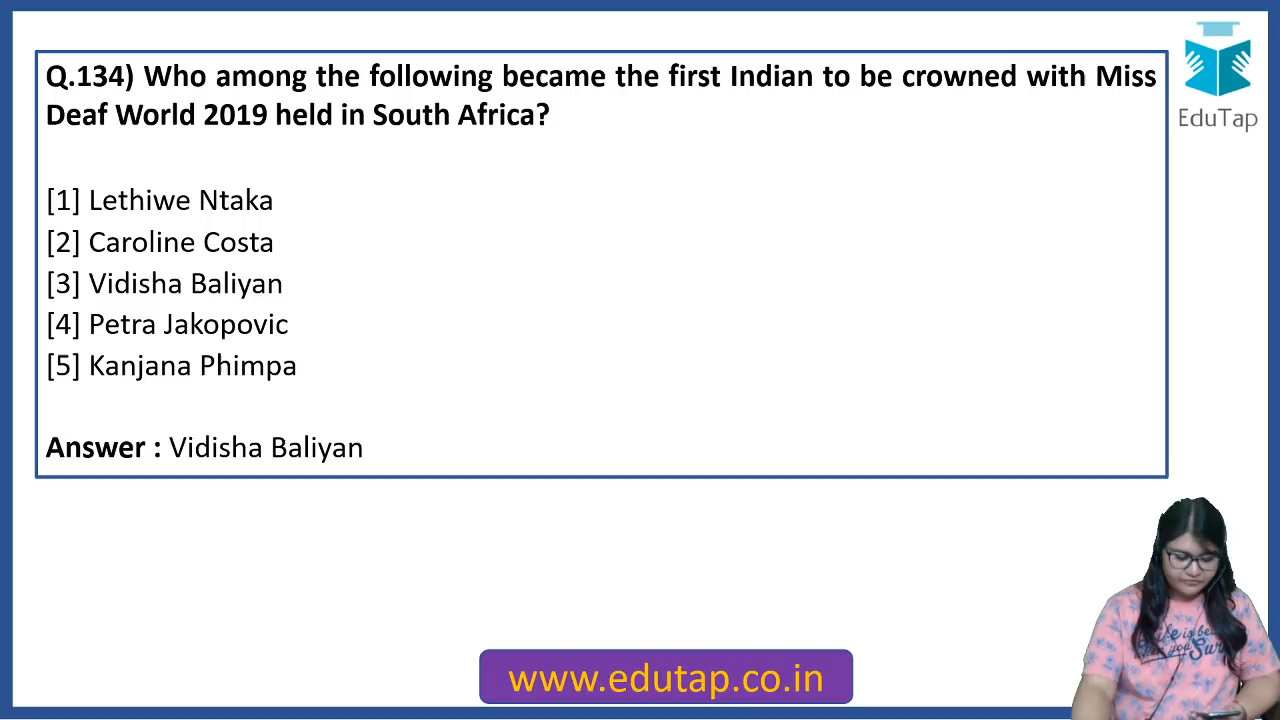 Q.134) Who among the following became the first Indian to be crowned with Miss
Deaf World 2019 held in South Africa?
[1] Lethiwe Ntaka
[2] Caroline Costa
[3] Vidisha Baliyan
[4] Petra Jakopovic
[5] Kanjana Phimpa
Answer : Vidisha Baliyan
EduTap
www.edutap.co.in